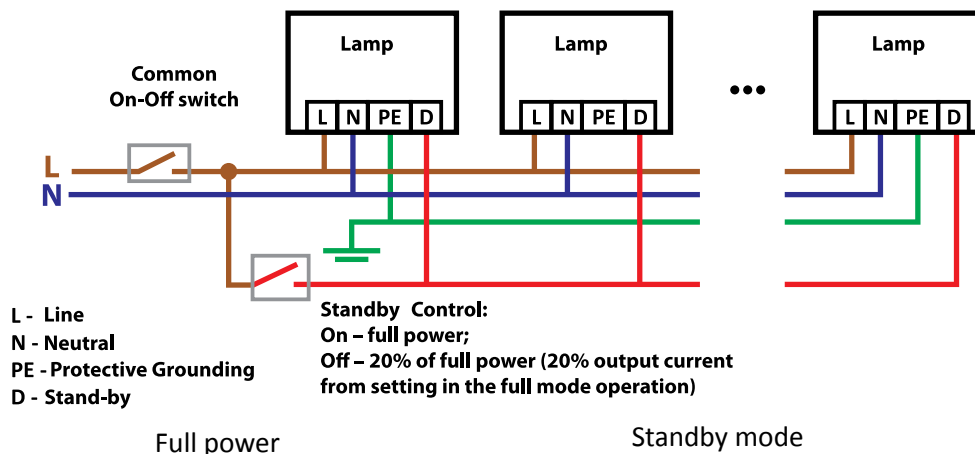 Lamp
Lamp
Lamp
Common
On-Off switch
L N PE D
L N PE D
L N PE D
•••
L
N
L - Line
N - Neutral
PE - Protective Grounding
D - Stand-by
Standby Control:
On – full power;
Off – 20% of full power (20% output current
from setting in the full mode operation)
Full power
Standby mode